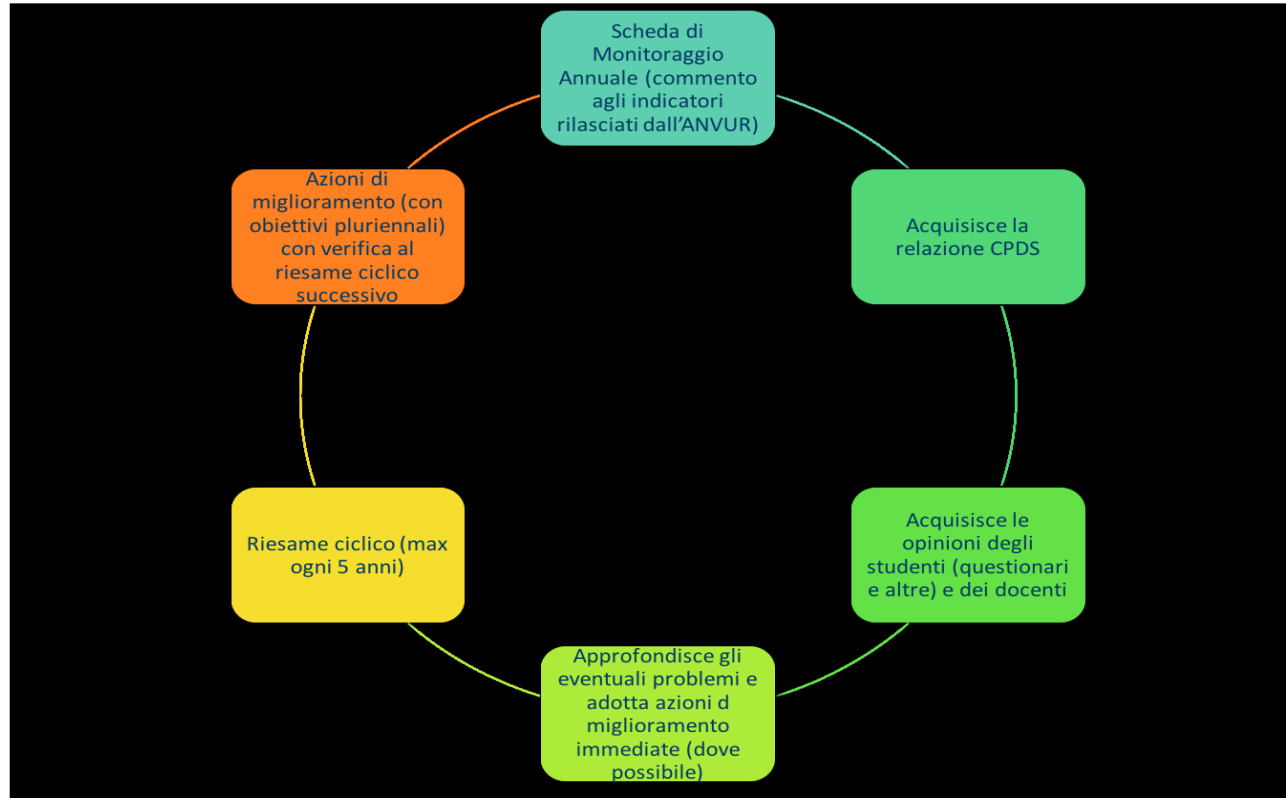 Scheda di
Monitoraggio
Annuale (commento
agli indicatori
rilasciati dall'ANVUR)
Acquisisce la
relazione CPDS
Acquisisce le
opinioni degli
studenti (questionari
e altre) e dei docenti
Approfondisce gli
eventuali problemi e
adotta azioni d
miglioramento
immediate (dove
possibile)
Riesame ciclico (max
ogni 5 anni)
Azioni di
miglioramento (con
obiettivi pluriennali)
con verifica al
riesame ciclico
successivo